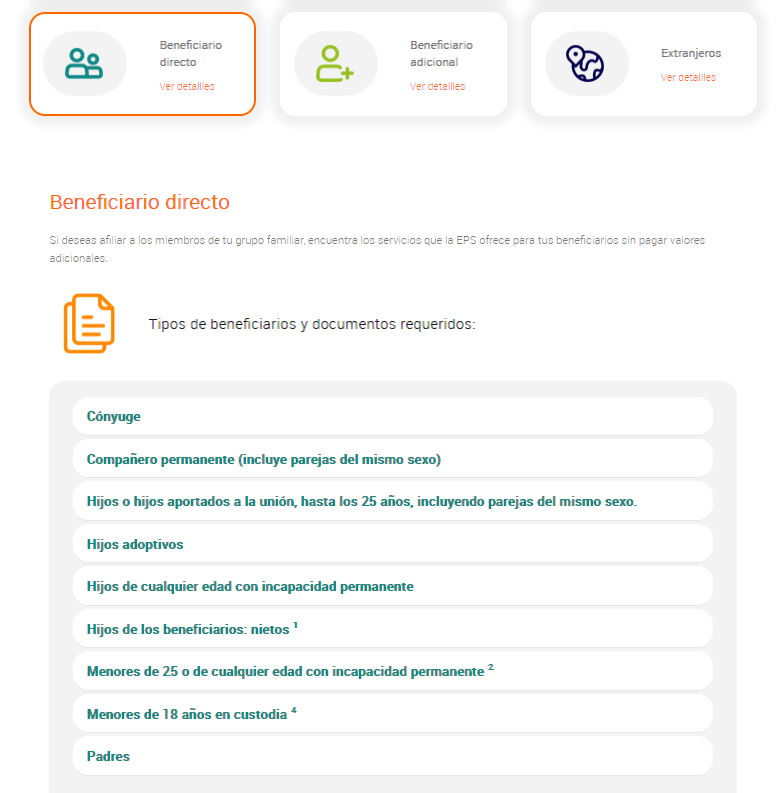 Beneficiario
directo
Ver detallles
Beneficiario
adicional
Ver detallles
Extranjeros
Ver detallles
Beneficiario directo
Si deseas afiliar a los miembros de tu grupo familiar, encuentra los servicios que la EPS ofrece para tus beneficiarios sin pagar valores
adicionales.
Tipos de beneficiarios y documentos requeridos:
Cónyuge
Compañero permanente (incluye parejas del mismo sexo)
Hijos o hijos aportados a la unión, hasta los 25 años, incluyendo parejas del mismo sexo.
Hijos adoptivos
Hijos de cualquier edad con incapacidad permanente
Hijos de los beneficiarios: nietos ¹
Menores de 25 o de cualquier edad con incapacidad permanente ²
Menores de 18 años en custodia ⁴
Padres